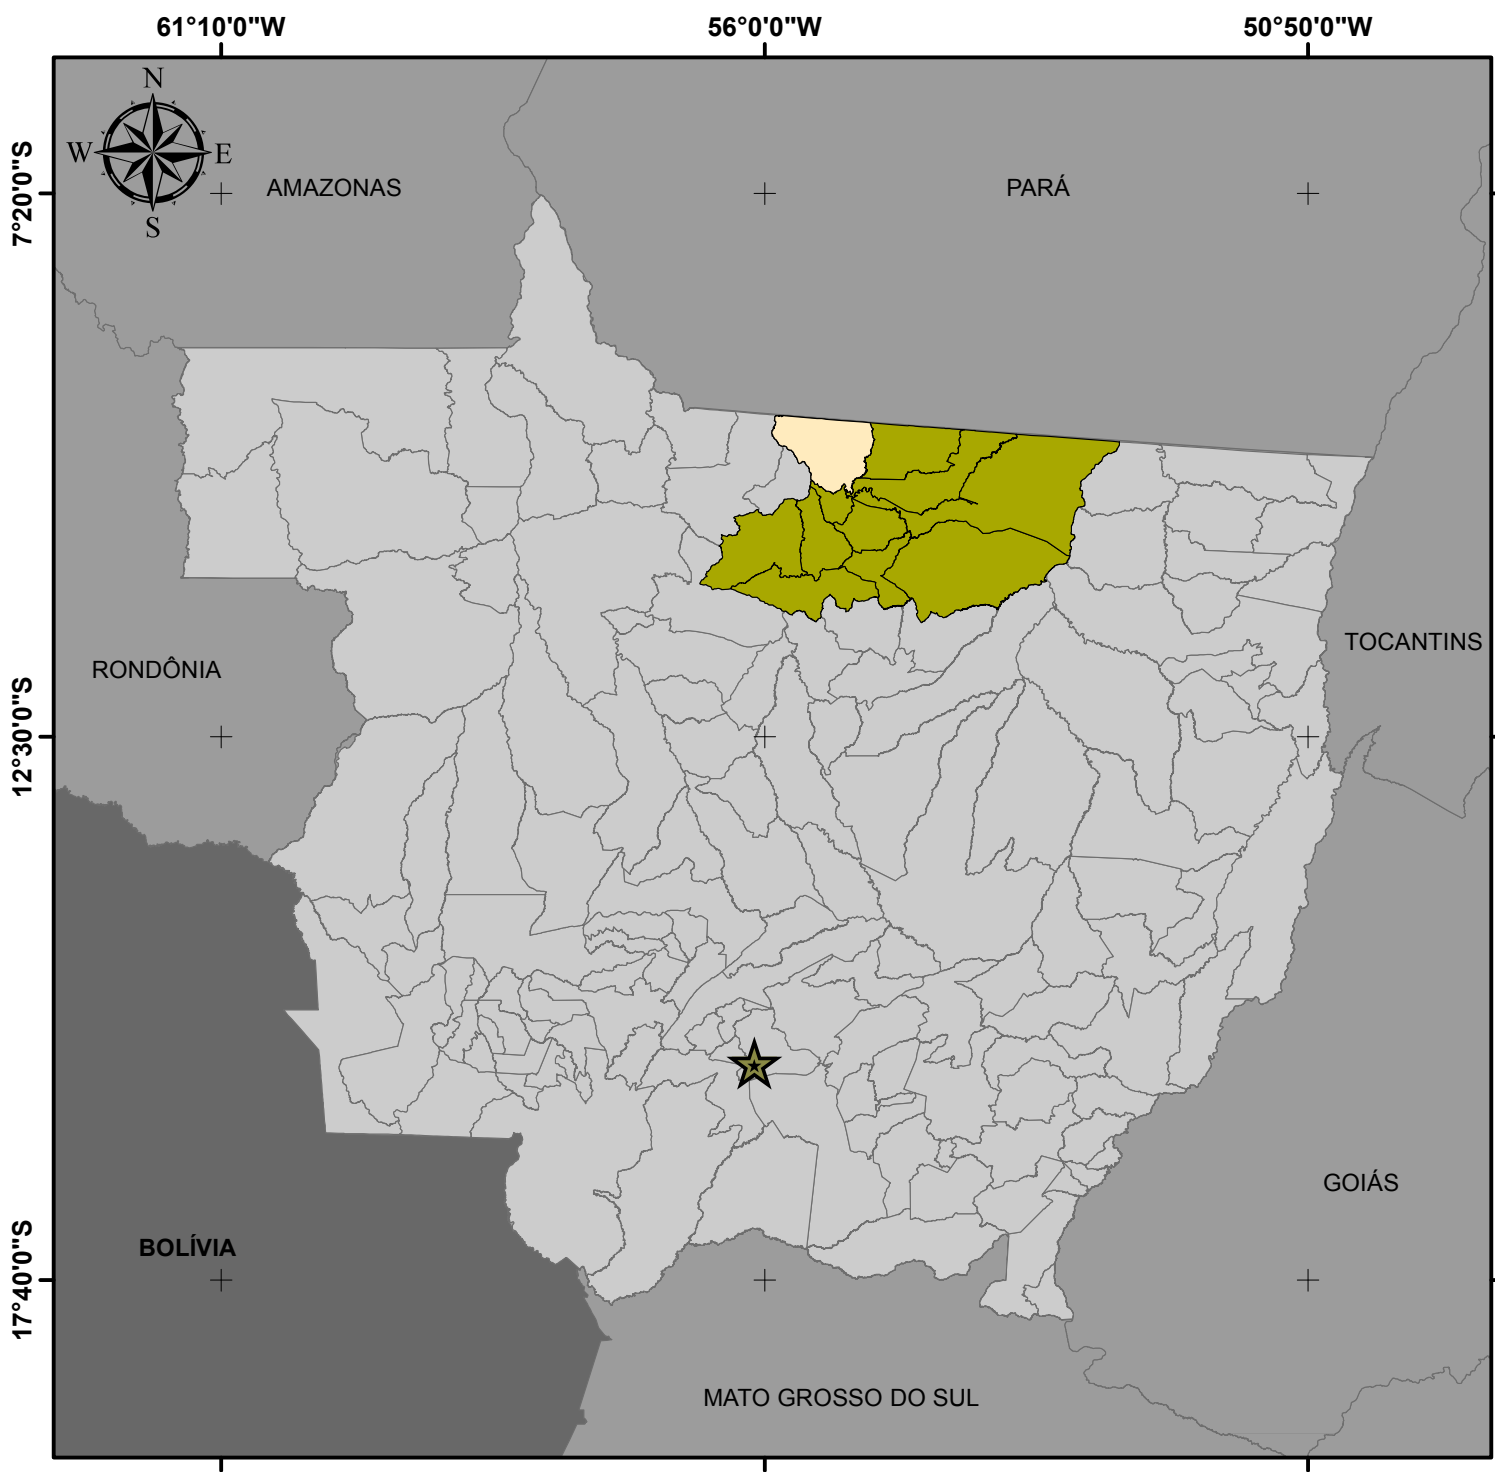 61°10'0"W
56°0'0"W
50°50'0"W
N
W
E
S
7°20'0"S
AMAZONAS
PARÁ
12°30'0"S
RONDÔNIA
TOCANTINS
GOIÁS
BOLÍVIA
17°40'0"S
MATO GROSSO DO SUL